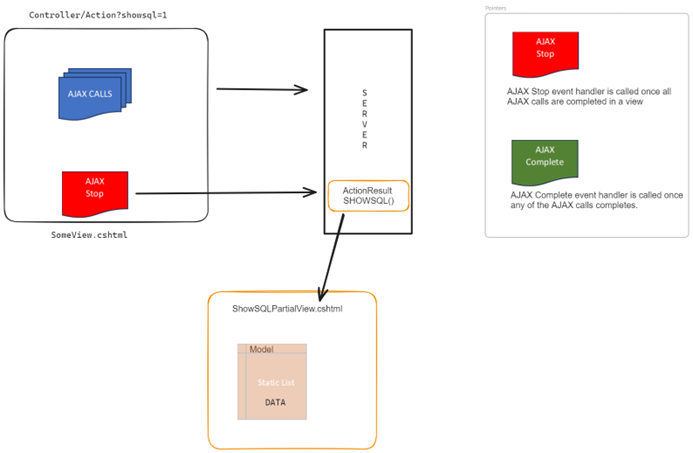 Controller/Action?showsql=1
AJAX CALLS
AJAX
Stop
SomeView.cshtml
S
E
R
V
E
R
ActionResult
SHOWSQL()
ShowSQLPartialView.cshtml
Model
Static List
DATA
Pointers
AJAX
Stop
AJAX Stop event handler is called once all
AJAX calls are completed in a view
AJAX
Complete
AJAX Complete event handler is called once
any of the AJAX calls completes.